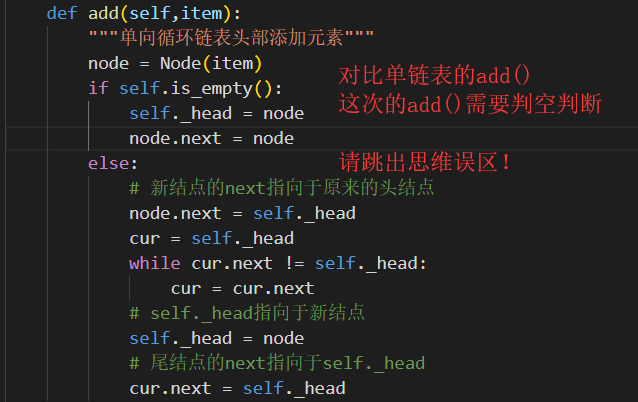 def add(self,item):
"""单向循环链表头部添加元素"""
node = Node(item)
if self.is_empty():
self._head = node
node.next = node
else:
# 新结点的next指向于原来的头结点
node.next = self._head
cur = self._head
while cur.next != self._head:
cur = cur.next
# self._head指向于新结点
self._head = node
# 尾结点的next指向于self._head
cur.next = self._head
对比单链表的add()
这次的add()需要判空判断
请跳出思维误区!